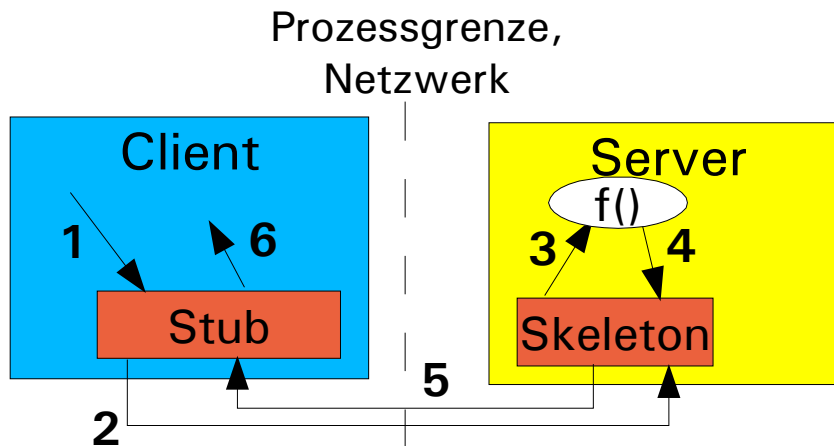 Prozessgrenze,
Netzwerk
Client
Server
f()
1
6
3
4
Stub
Skeleton
5
2